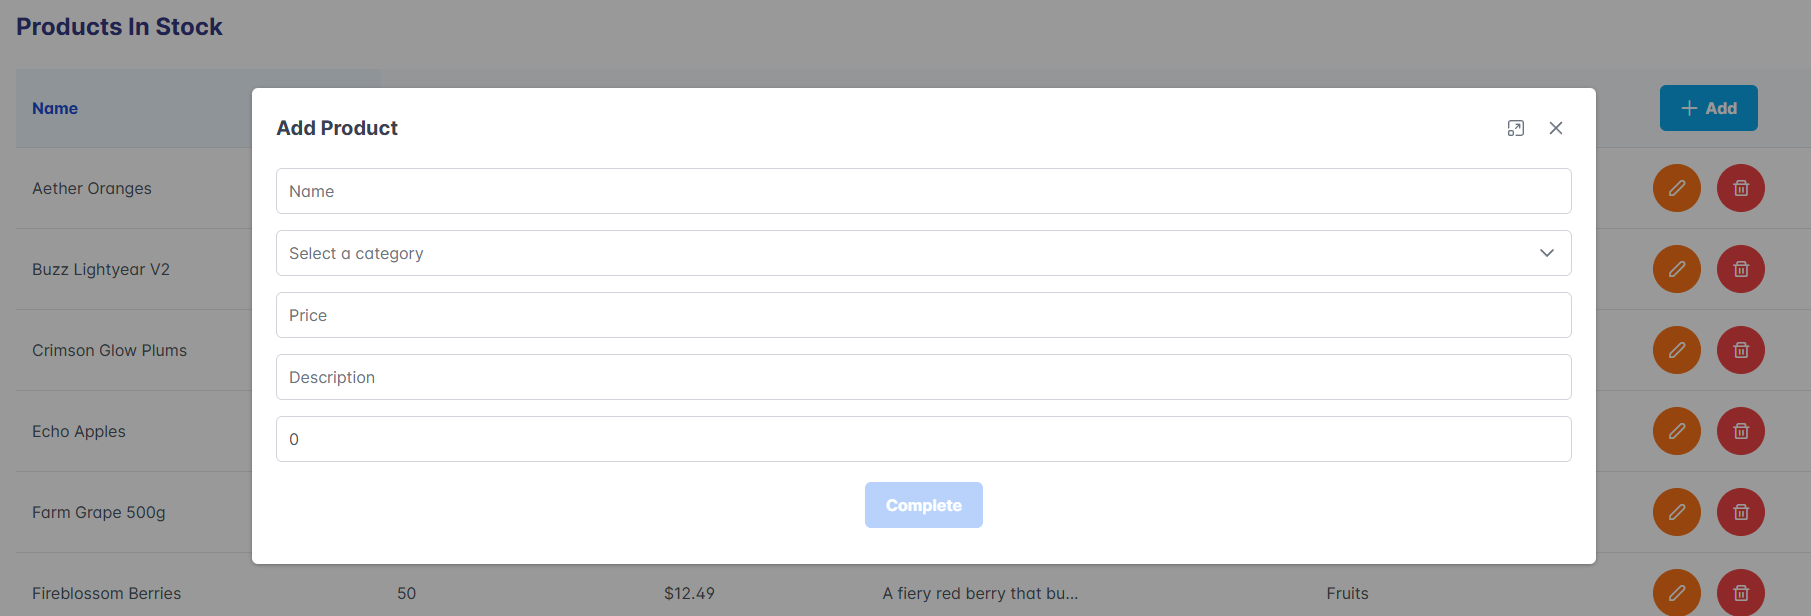 Products In Stock
Name
Add
Add Product
Name
Aether Oranges
Select a category
Buzz Lightyear V2
Price
Crimson Glow Plums
Description
Echo Apples
0
Complete
Farm Grape 500g
Fireblossom Berries 50 $12.49 A fiery red berry that bu... Fruits